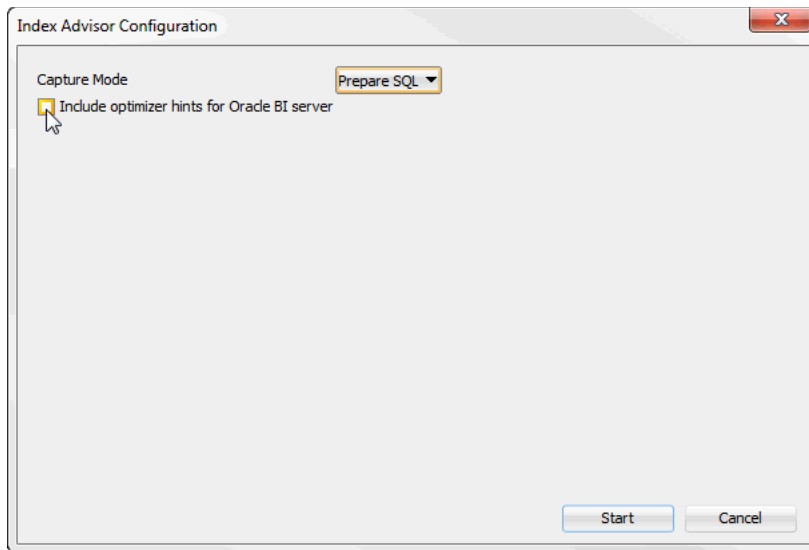 Index Advisor Configuration
Capture Mode Prepare SQL
Include optimizer hints for Oracle BI server
Start Cancel